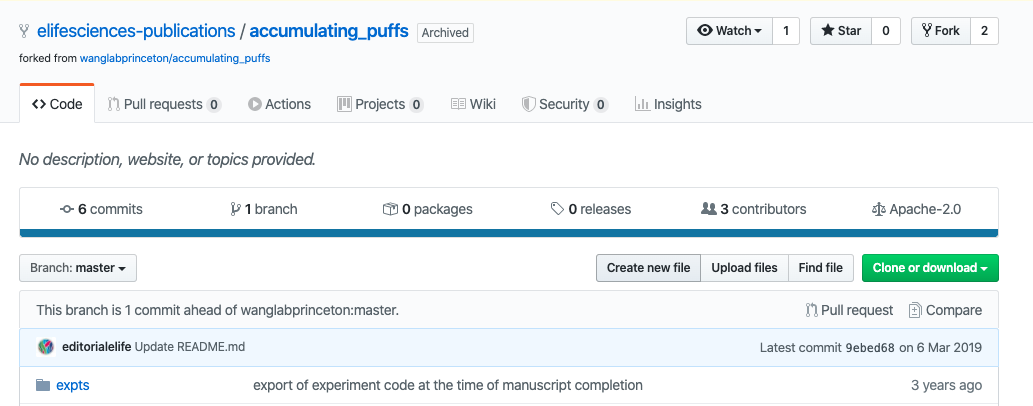 elifesciences-publications / accumulating_puffs Archived
Watch 1 Star 0 Fork 2
forked from wanglabprinceton/accumulating_puffs
Code Pull requests 0 Actions Projects 0 Wiki Security 0 Insights
No description, website, or topics provided.
6 commits 1 branch 0 packages 0 releases 3 contributors Apache-2.0
Branch: master Create new file Upload files Find file Clone or download
This branch is 1 commit ahead of wanglabprinceton:master. Pull request Compare
editorialelife Update README.md Latest commit 9ebed68 on 6 Mar 2019
expts export of experiment code at the time of manuscript completion 3 years ago